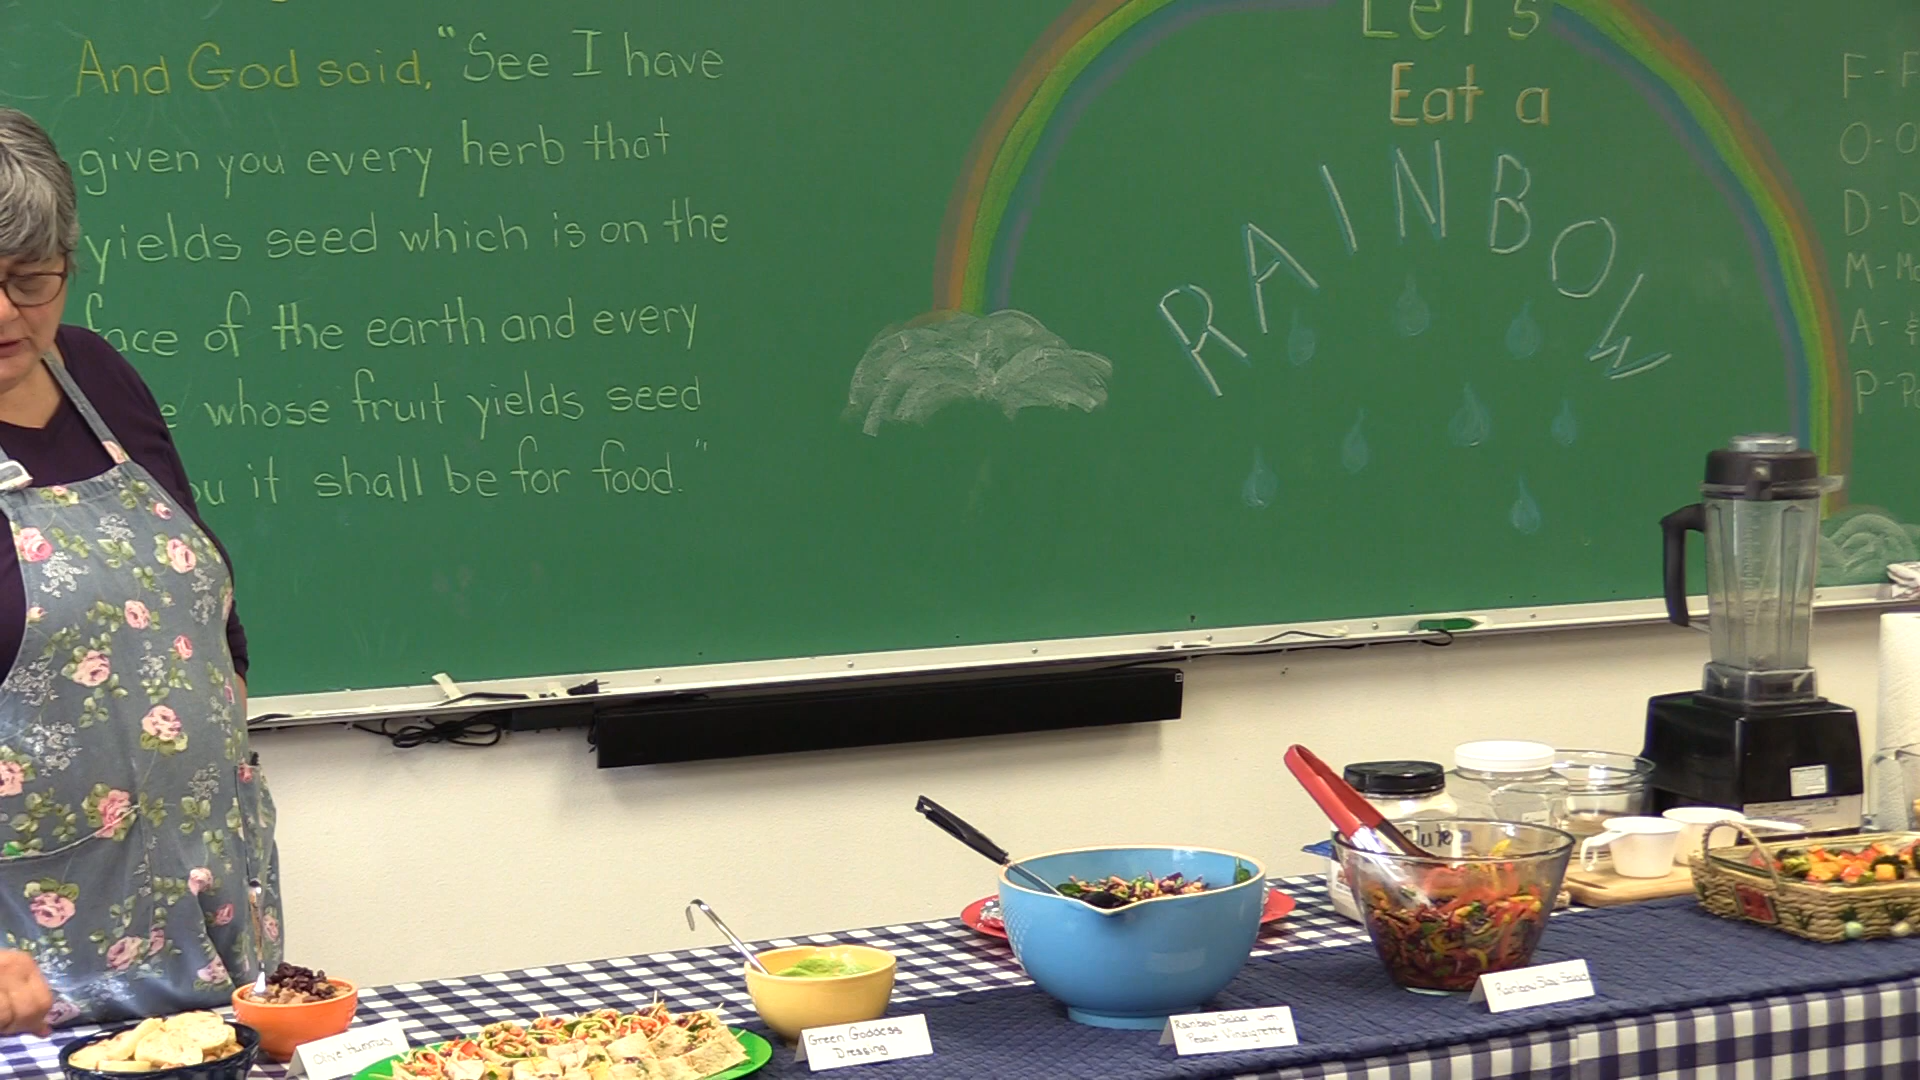 And God said, "See I have
given you every herb that
yields seed which is on the
face of the earth and every
whose fruit yields seed
it shall be for food."
Let's
Eat a
RAINBOW
F -
O - O
D - D
M - Mo
A - &
P - Po
Olive Hummus
Green Goddess
Dressing
Rainbow Salad with
Peanut Vinaigrette
Rainbow Slaw Salad